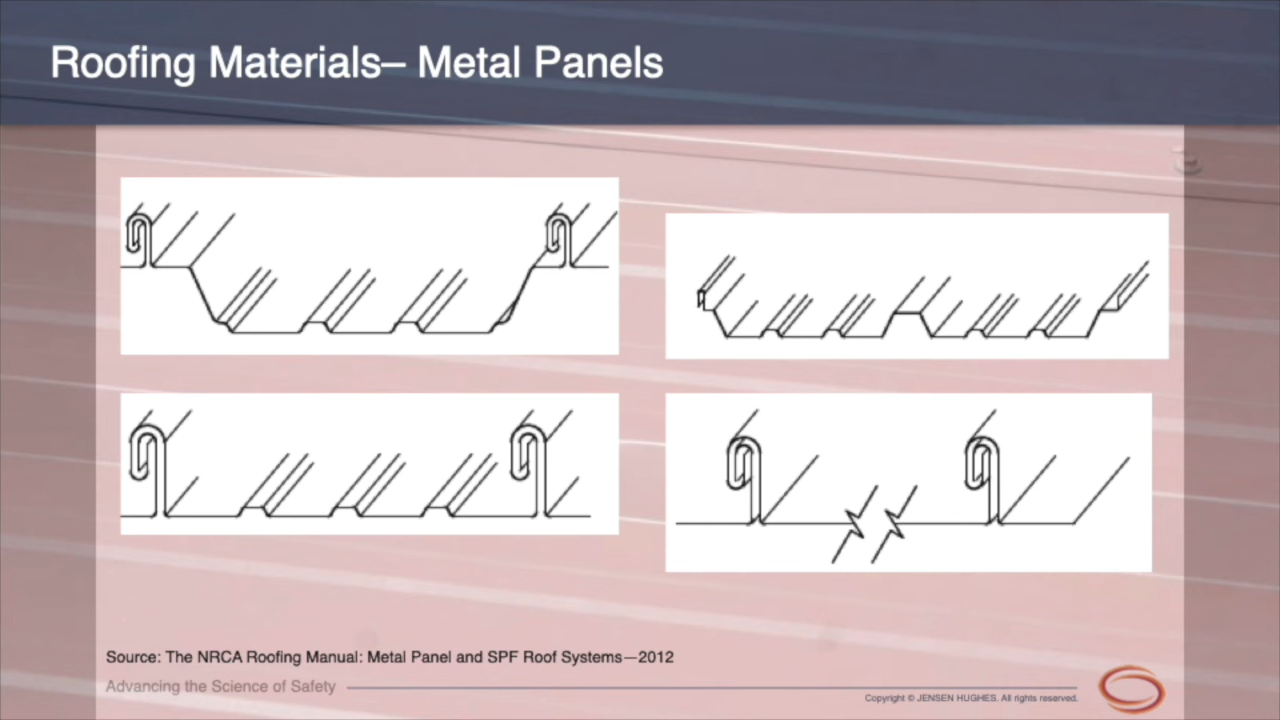 Roofing Materials– Metal Panels
Source: The NRCA Roofing Manual: Metal Panel and SPF Roof Systems—2012
Advancing the Science of Safety
Copyright © JENSEN HUGHES. All rights reserved.